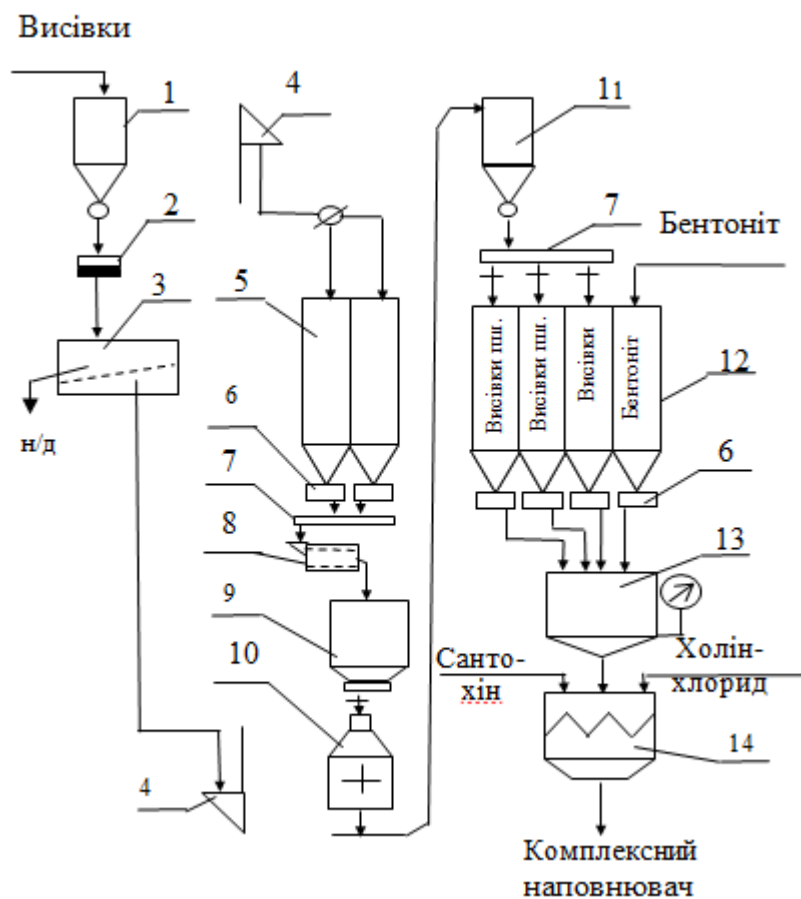 Висівки
1
2
3
н/д
4
4
5
6
7
8
9
10
11
7
Бентоніт
Висівки пш.
Висівки пш.
Висівки
Бентоніт
12
6
13
Санто-
хін
Холін-
хлорид
14
Комплексний
наповнювач